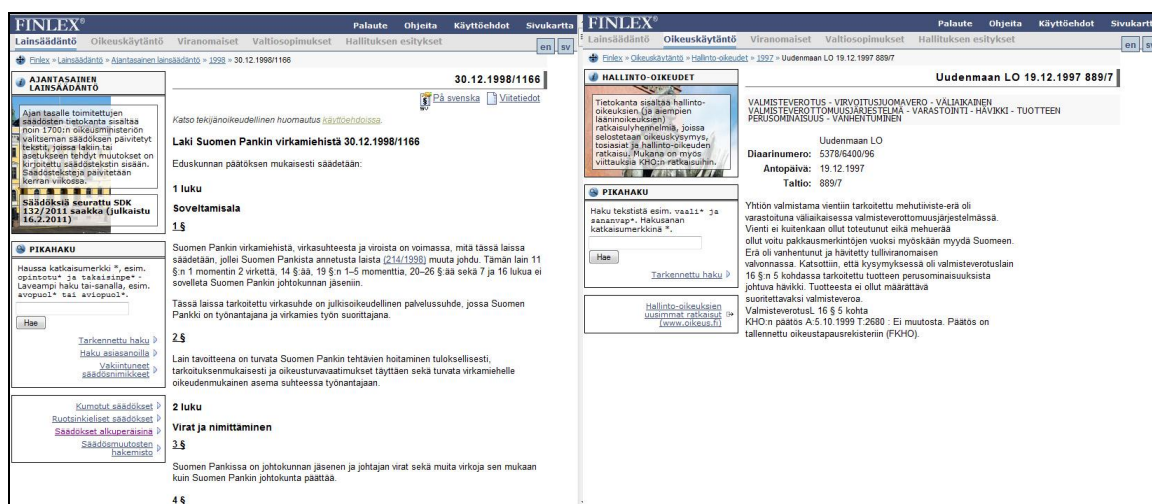 FINLEX®
Palaute Ohjeita Käyttöehdot Sivukartta
Lainsäädäntö Oikeuskäytäntö Viranomaiset Valtiosopimukset Hallituksen esitykset
en sv
Finlex » Lainsäädäntö » Ajantasainen lainsäädäntö » 1998 » 30.12.1998/1166
AJANTASAINEN
LAINSÄÄDÄNTÖ
Ajan tasalle toimitettujen
säädösten tietokanta sisältaa
noin 1700:n oikeusministeriön
valitseman säädöksen päivitetyt
tekstit, joissa lakiin tai
asetukseen tehdyt muutokset on
kirjoitettu säädöstekstin sisään.
Säädöstekstejä päivitetään
kerran viikossa.
Säädöksiä seurattu SDK
132/2011 saakka (julkaistu
16.2.2011)
PIKAHAKU
Haussa katkaisumerkki *, esim.
opintotu* ja takaisinpe* -
Laveampi haku tai-sanalla, esim.
avopuol* tai aviopuol*.
Hae
Tarkennettu haku
Haku asiasanoilla
Vakiintuneet
säädösnimikkeet
Kumotut säädökset
Ruotsinkieliset säädökset
Säädökset alkuperäisinä
Säädösmuutosten
hakemisto
30.12.1998/1166
På svenska Viitetiedot
Katso tekijänoikeudellinen huomautus käyttöehdoissa.
Laki Suomen Pankin virkamiehistä 30.12.1998/1166
Eduskunnan päätöksen mukaisesti säädetään:
1 luku
Soveltamisala
1 §
Suomen Pankin virkamiehistä, virkasuhteesta ja viroista on voimassa, mitä tässä laissa
säädetään, jollei Suomen Pankista annetusta laista (214/1998) muuta johdu. Tämän lain 11
§:n 1 momentin 2 virkettä, 14 §:ää, 19 §:n 1–5 momenttia, 20–26 §:ää sekä 7 ja 16 lukua ei
sovelleta Suomen Pankin johtokunnan jäseniin.
Tässä laissa tarkoitettu virkasuhde on julkisoikeudellinen palvelussuhde, jossa Suomen
Pankki on työnantajana ja virkamies työn suorittajana.
2 §
Lain tavoitteena on turvata Suomen Pankin tehtävien hoitaminen tuloksellisesti,
tarkoituksenmukaisesti ja oikeusturvavaatimukset täyttäen sekä turvata virkamiehelle
oikeudenmukainen asema suhteessa työnantajaan.
2 luku
Virat ja nimittäminen
3 §
Suomen Pankissa on johtokunnan jäsenen ja johtajan virat sekä muita virkoja sen mukaan
kuin Suomen Pankin johtokunta päättää.
4 §
FINLEX®
Palaute Ohjeita Käyttöehdot Sivukartt
Lainsäädäntö Oikeuskäytäntö Viranomaiset Valtiosopimukset Hallituksen esitykset
en sv
Finlex » Oikeuskäytäntö » Hallinto-oikeudet » 1997 » Uudenmaan LO 19.12.1997 889/7
HALLINTO-OIKEUDET
Tietokanta sisältää hallinto-
oikeuksien (ja aiempien
lääninoikeuksien)
ratkaisulyhennelmiä, joissa
selostetaan oikeuskysymys,
tosiasiat ja hallinto-oikeuden
ratkaisu. Mukana on myös
viittauksia KHO:n ratkaisuihin.
PIKAHAKU
Haku tekstistä esim. vaali* ja
sananvap*. Hakusanan
katkaisumerkkinä *.
Hae
Tarkennettu haku
Hallinto-oikeuksien
uusimmat ratkaisut
(www.oikeus.fi)
Uudenmaan LO 19.12.1997 889/7
VALMISTEVEROTUS - VIRVOITUSJUOMAVERO - VÄLIAIKAINEN
VALMISTEVEROTTOMUUSJÄRJESTELMÄ - VARASTOINTI - HÄVIKKI - TUOTTEEN
PERUSOMINAISUUS - VANHENTUMINEN
Uudenmaan LO
Diaarinumero: 5378/6400/96
Antopäivä: 19.12.1997
Taltio: 889/7
Yhtiön valmistama vientiin tarkoitettu mehutiiviste-erä oli
varastoituna väliaikaisessa valmisteverottomuusjärjestelmässä.
Vienti ei kuitenkaan ollut toteutunut eikä mehuerää
ollut voitu pakkausmerkintöjen vuoksi myöskään myydä Suomeen.
Erä oli vanhentunut ja hävitetty tulliviranomaisen
valvonnassa. Katsottiin, että kysymyksessä oli valmisteverotuslain
16 §:n 5 kohdassa tarkoitettu tuotteen perusominaisuuksista
johtuva hävikki. Tuotteesta ei ollut määrättävä
suoritettavaksi valmisteveroa.
ValmisteverotusL 16 § 5 kohta
KHO:n päätös A:5.10.1999 T:2680 : Ei muutosta. Päätös on
tallennettu oikeustapausrekisteriin (FKHO).